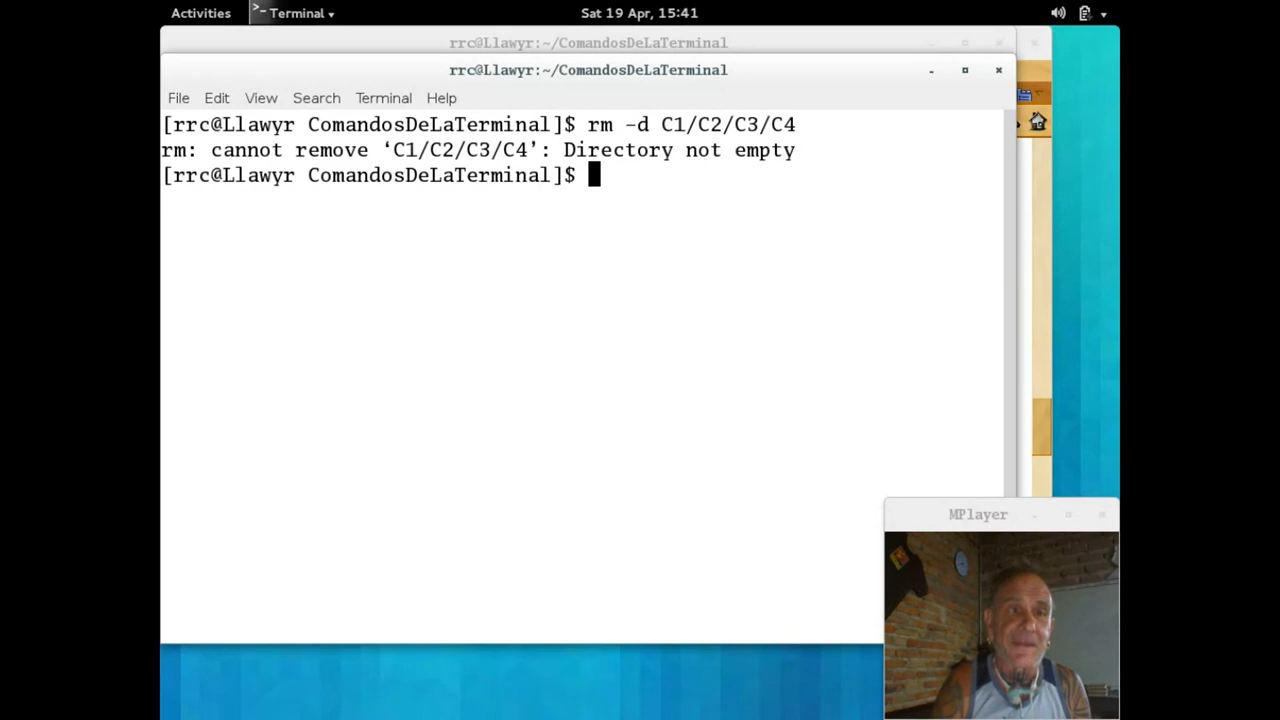 Activities
Terminal
Sat 19 Apr, 15:41
rrc@Llawyr:~/ComandosDeLaTerminal
rrc@Llawyr:~/ComandosDeLaTerminal
File Edit View Search Terminal Help
[rrc@Llawyr ComandosDeLaTerminal]$ rm -d C1/C2/C3/C4
rm: cannot remove ‘C1/C2/C3/C4’: Directory not empty
[rrc@Llawyr ComandosDeLaTerminal]$
MPlayer